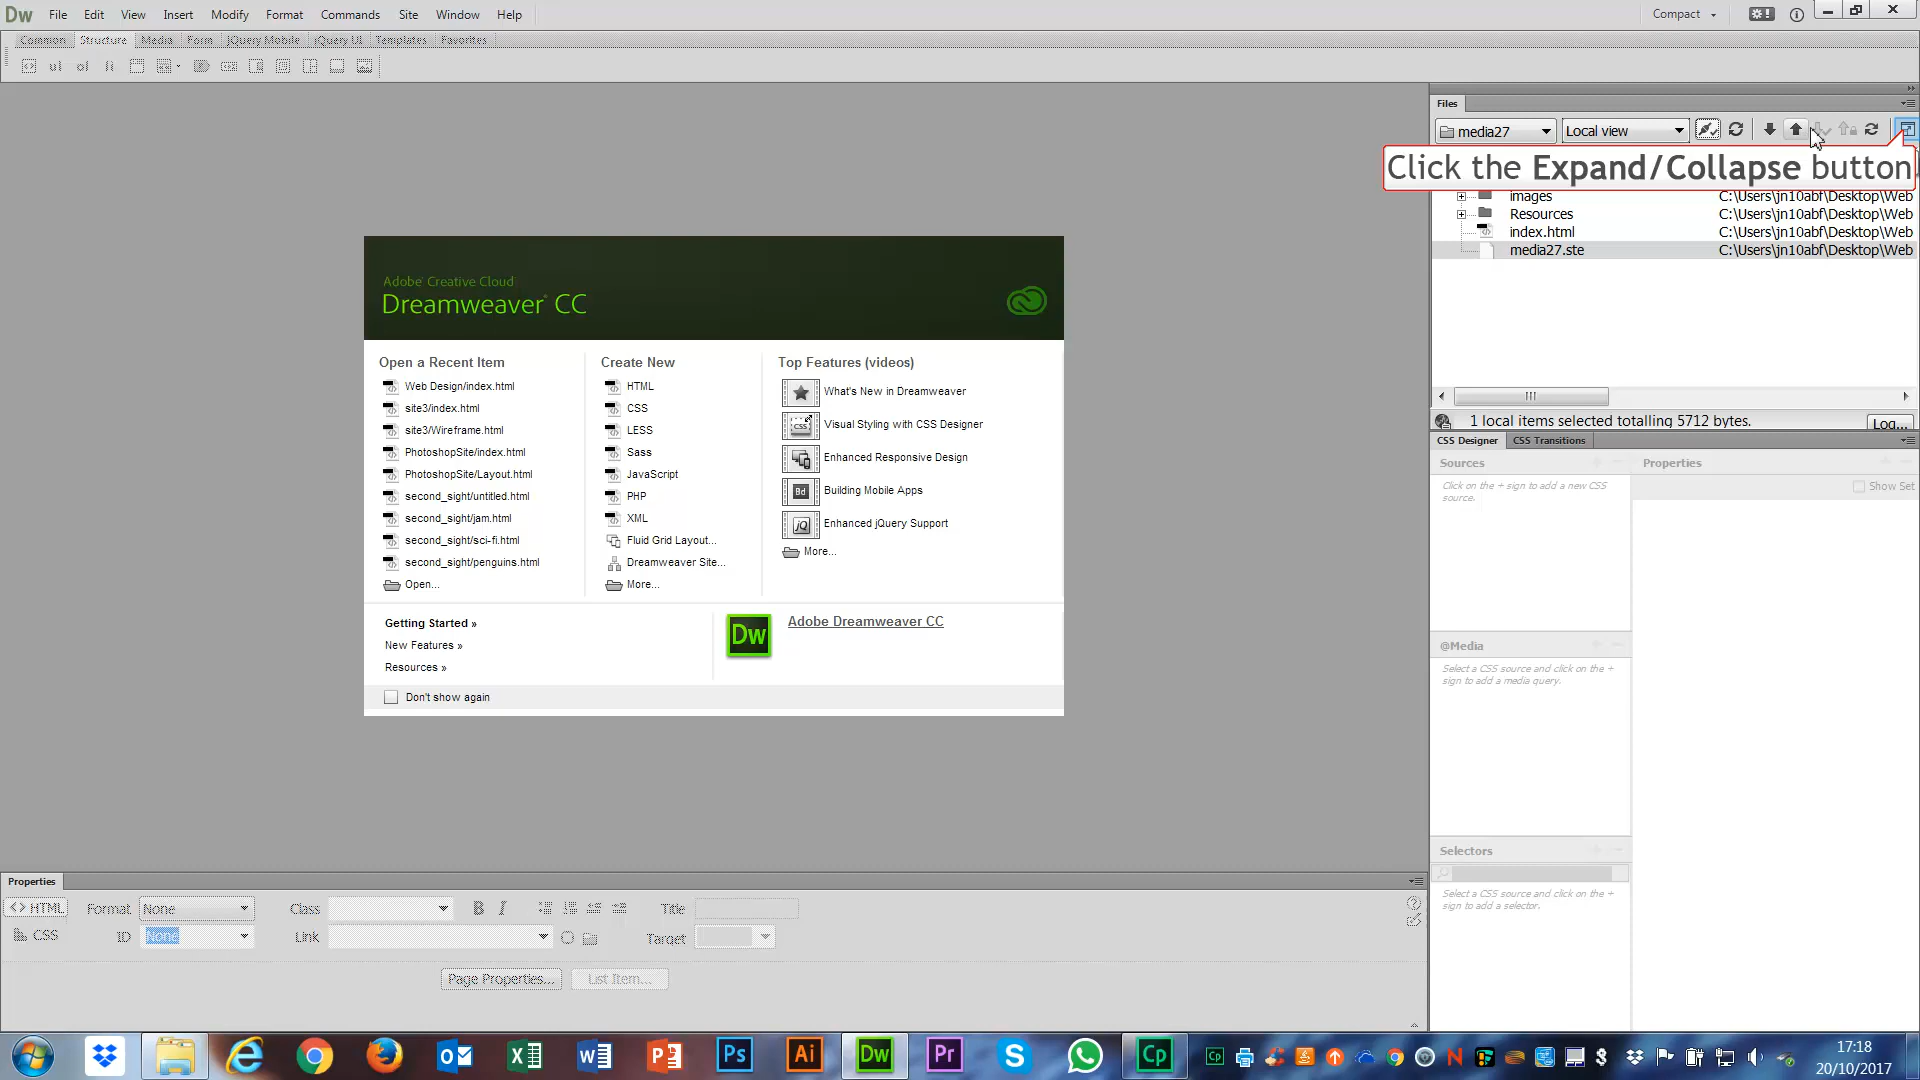 Dw File Edit View Insert Modify Format Commands Site Window Help Compact
Common Structure Media Form jQuery Mobile jQuery UI Templates Favorites
ul ol
Files
media27 Local view
Click the Expand/Collapse button
images C:\Users\jn10abf\Desktop\Web
Resources C:\Users\jn10abf\Desktop\Web
index.html C:\Users\jn10abf\Desktop\Web
media27.ste C:\Users\jn10abf\Desktop\Web
1 local items selected totalling 5712 bytes. Log...
CSS Designer CSS Transitions
Sources Properties
Click on the + sign to add a new CSS
source.
Show Set
@Media
Select a CSS source and click on the +
sign to add a media query.
Selectors
Select a CSS source and click on the +
sign to add a selector.
Adobe Creative Cloud
Dreamweaver CC
Open a Recent Item
Web Design/index.html
site3/index.html
site3/Wireframe.html
PhotoshopSite/index.html
PhotoshopSite/Layout.html
second_sight/untitled.html
second_sight/jam.html
second_sight/sci-fi.html
second_sight/penguins.html
Open...
Create New
HTML
CSS
LESS
Sass
JavaScript
PHP
XML
Fluid Grid Layout...
Dreamweaver Site...
More...
Top Features (videos)
What's New in Dreamweaver
CSS Visual Styling with CSS Designer
Enhanced Responsive Design
Bd Building Mobile Apps
jQ Enhanced jQuery Support
More...
Getting Started »
New Features »
Resources »
Dw Adobe Dreamweaver CC
Don't show again
Properties
<> HTML Format None Class B I Title
CSS ID None Link Target
Page Properties... List Item...
Ps Ai Dw Pr Cp
17:18
20/10/2017